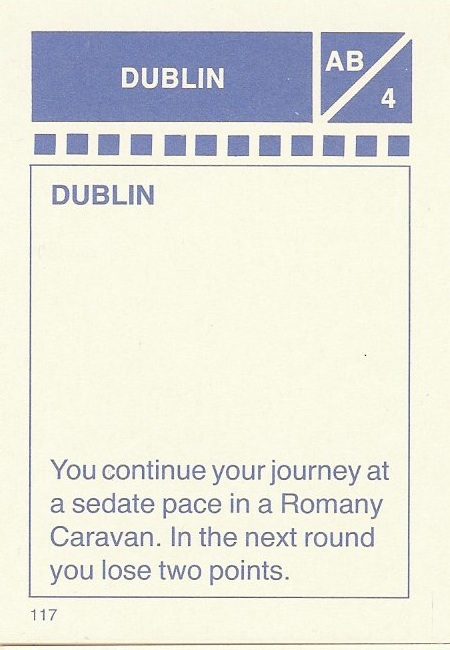 DUBLIN
AB
4
DUBLIN
You continue your journey at
a sedate pace in a Romany
Caravan. In the next round
you lose two points.
117